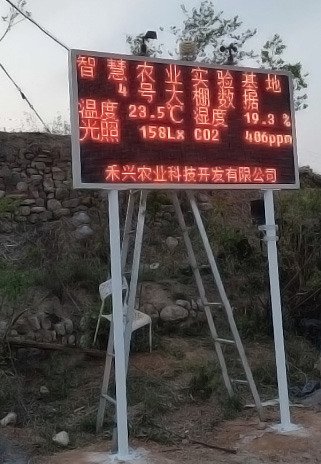 智慧农业实验基地
4号大棚数据
温度 23.5℃ 湿度 19.3 %
光照 158Lx CO2 406ppm
禾兴农业科技开发有限公司